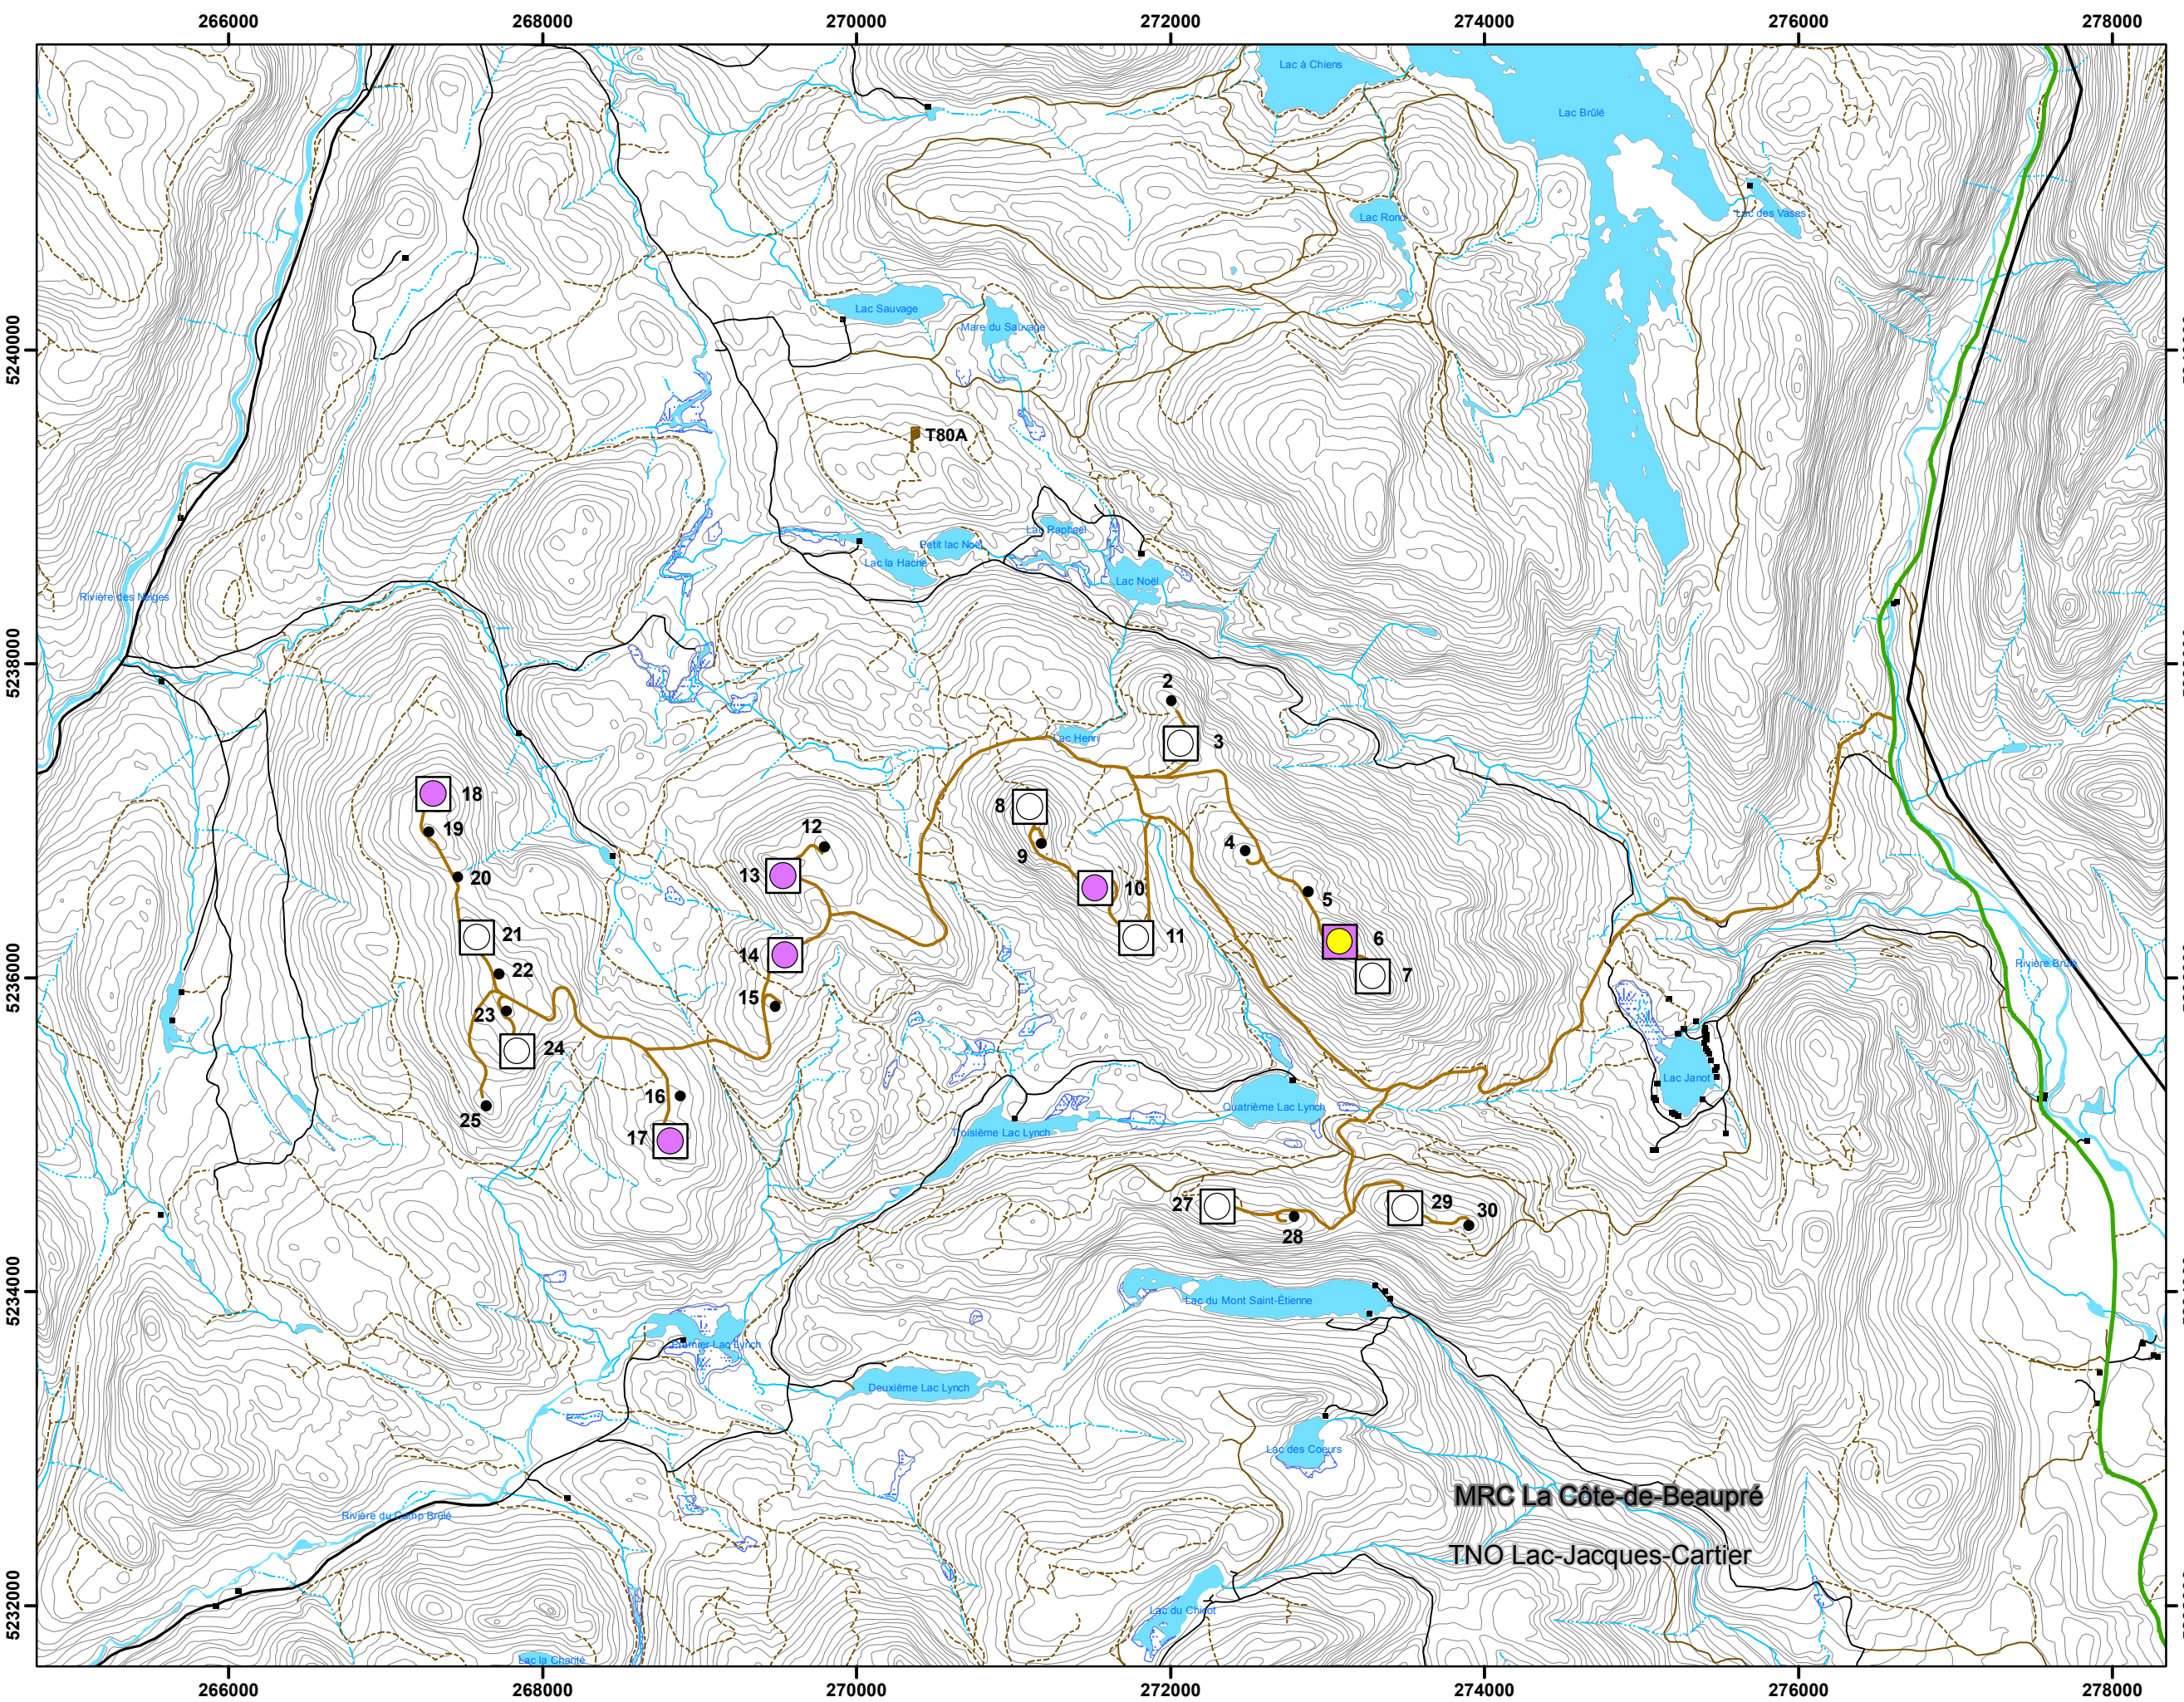 266000 268000 270000 272000 274000 276000 278000
Lac à Chiens
Lac Brûlé
Lac Rond
Lac des Vases
Lac Sauvage
Mare du Sauvage
5240000
T80A
Lac Raphaël
Petit lac Noël
Lac la Hache
Lac Noël
Rivière des Neiges
5238000
2
Lac Henri
3
18
8
19
12
4
9
20
13
10
5
21
11
6
14
22
7
5236000
Rivière Brûlé
15
23
24
Lac Janot
16
25
Quatrième Lac Lynch
17
Troisième Lac Lynch
27
29
30
28
5234000
Lac du Mont Saint-Étienne
Premier Lac Lynch
Deuxième Lac Lynch
Lac des Coeurs
MRC La Côte-de-Beaupré
Rivière du Camp Brûlé
TNO Lac-Jacques-Cartier
5232000
Lac du Chicot
Lac la Charité
266000 268000 270000 272000 274000 276000 278000